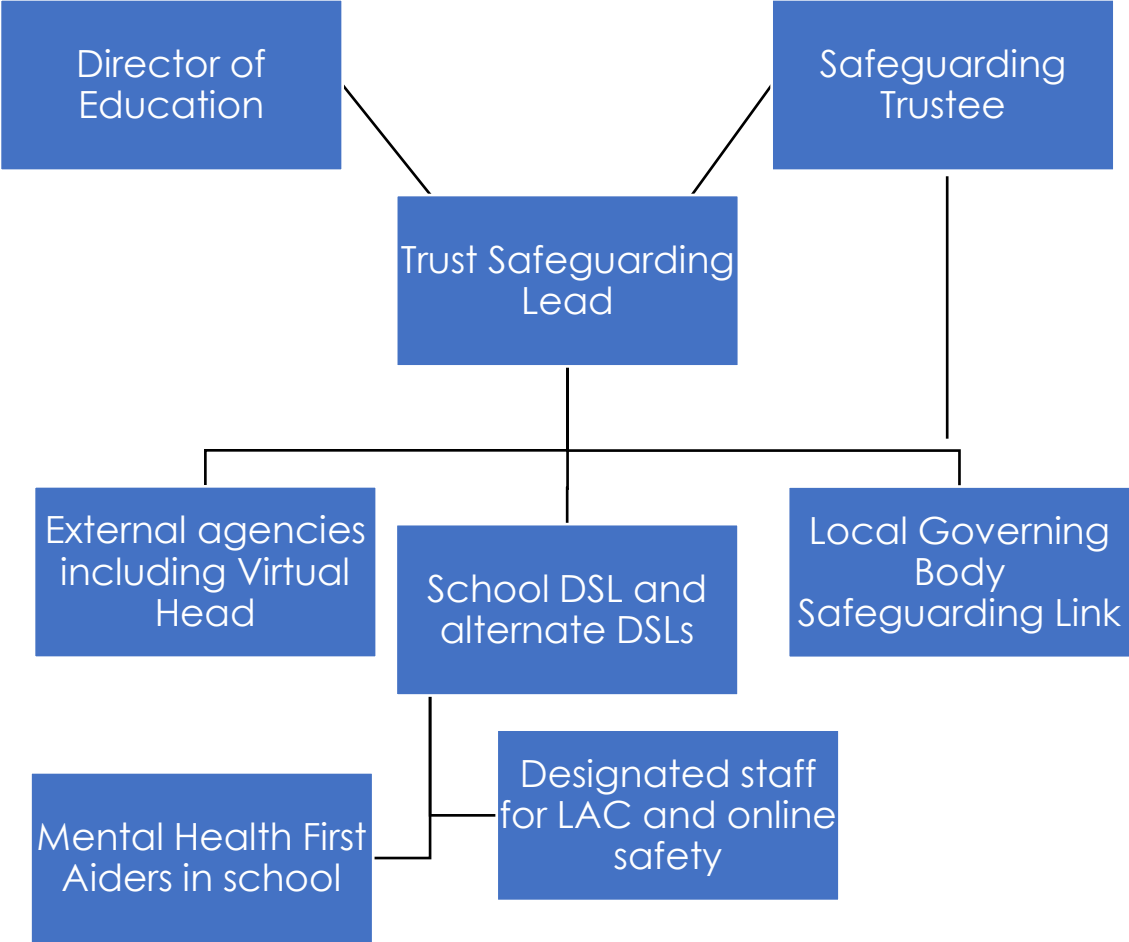 Director of
Education
Safeguarding
Trustee
Trust Safeguarding
Lead
External agencies
including Virtual
Head
School DSL and
alternate DSLs
Local Governing
Body
Safeguarding Link
Mental Health First
Aiders in school
Designated staff
for LAC and online
safety